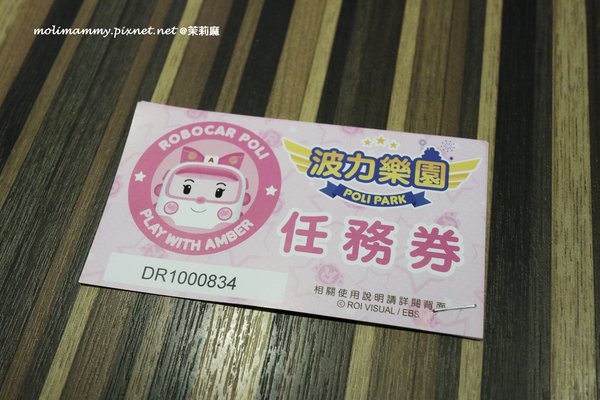 molimammy.pixnet.net @茉莉麻
ROBOCAR POLI
A
PLAY WITH AMBER
波力樂園
POLI PARK
任務券
DR1000834
相關使用說明請詳閱背面
© ROI VISUAL / EBS